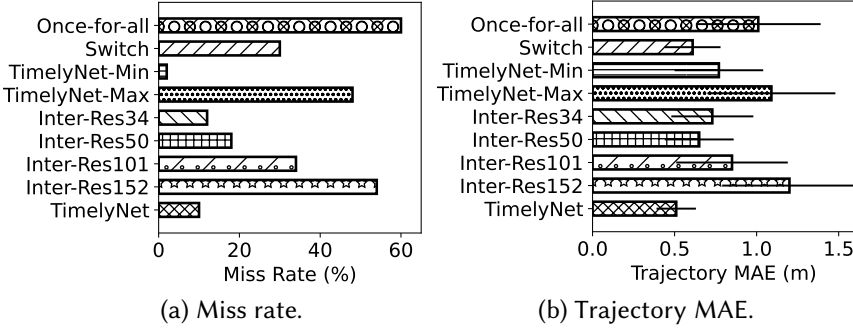 Once-for-all
Switch
TimelyNet-Min
TimelyNet-Max
Inter-Res34
Inter-Res50
Inter-Res101
Inter-Res152
TimelyNet
0 20 40 60
Miss Rate (%)
(a) Miss rate.
Once-for-all
Switch
TimelyNet-Min
TimelyNet-Max
Inter-Res34
Inter-Res50
Inter-Res101
Inter-Res152
TimelyNet
0.0 0.5 1.0 1.5
Trajectory MAE (m)
(b) Trajectory MAE.